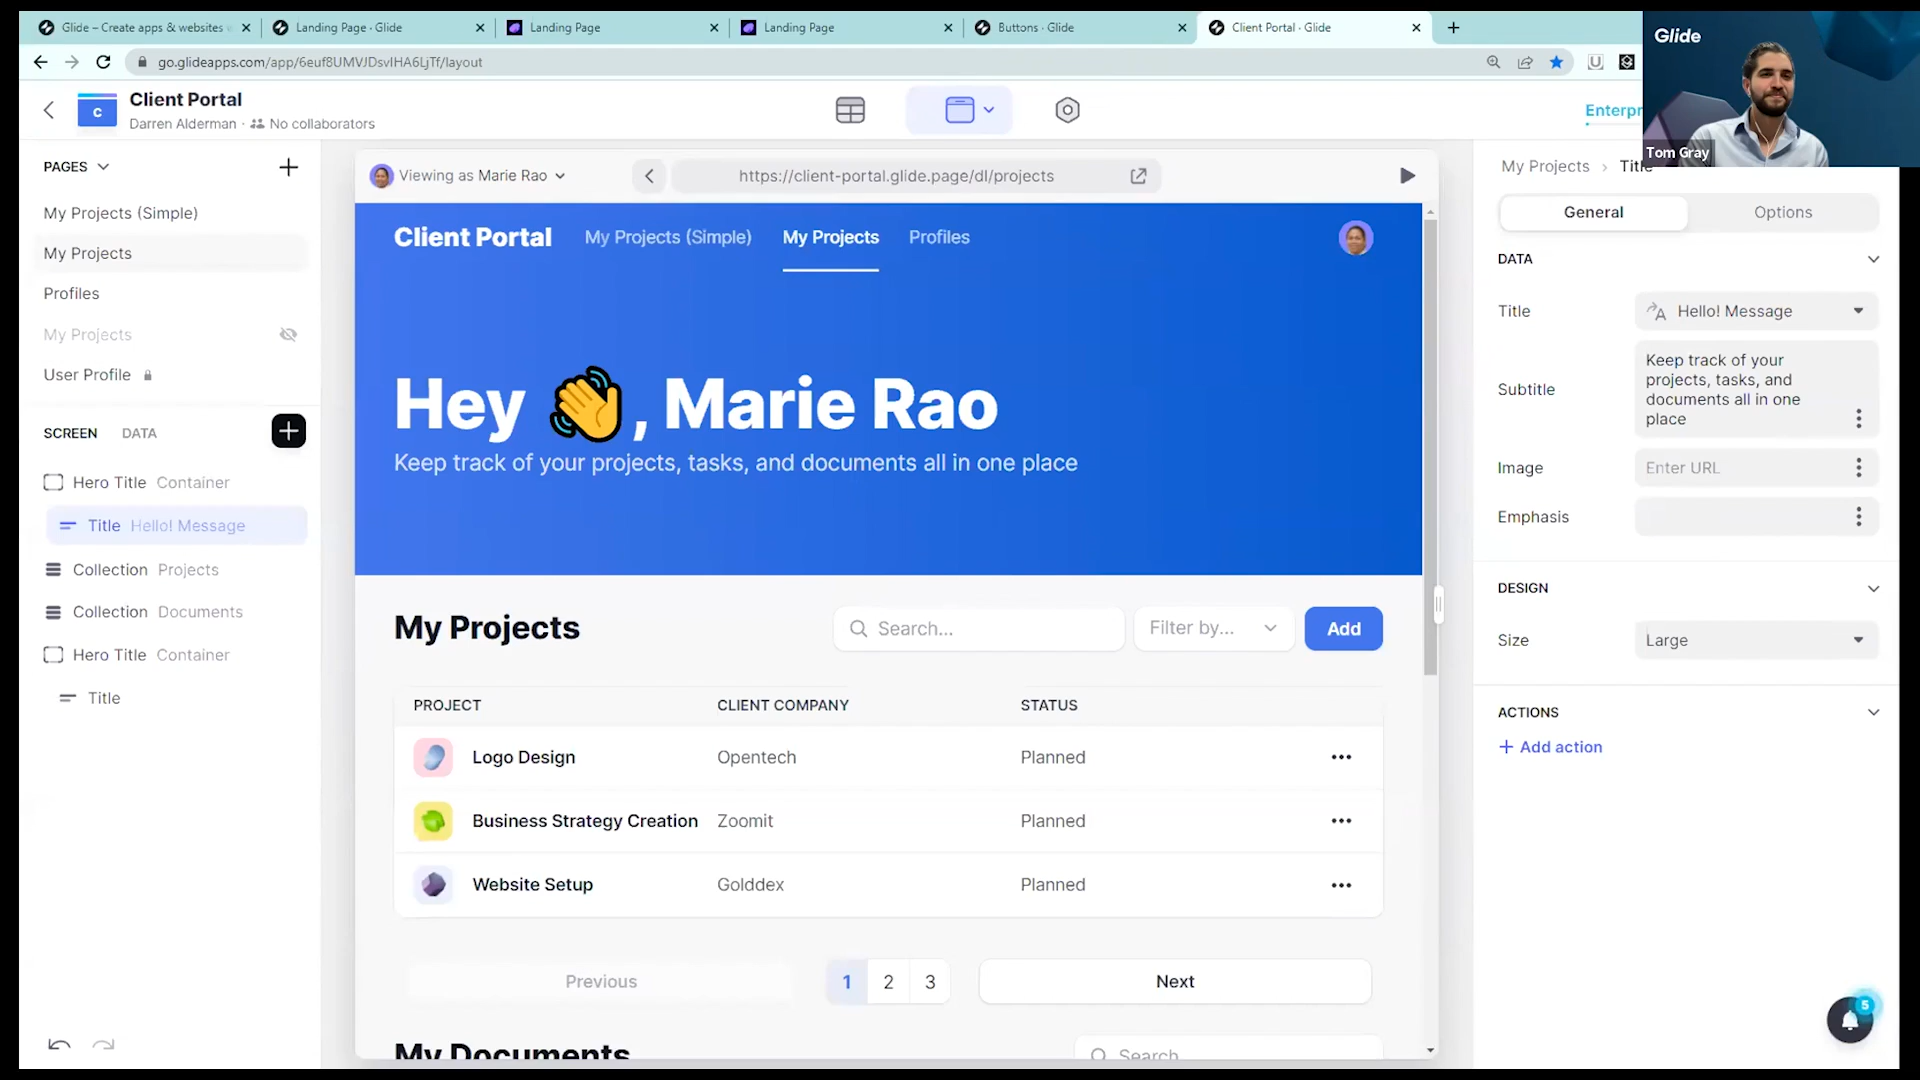 Glide – Create apps & websites
Landing Page · Glide
Landing Page
Landing Page
Buttons · Glide
Client Portal · Glide
go.glideapps.com/app/6euf8UMVJDsvIHA6LjTf/layout
Glide
Tom Gray
C
Client Portal
Darren Alderman · No collaborators
Enterpr
PAGES
My Projects (Simple)
My Projects
Profiles
My Projects
User Profile
SCREEN DATA
Hero Title Container
Title Hello! Message
Collection Projects
Collection Documents
Hero Title Container
Title
Viewing as Marie Rao
https://client-portal.glide.page/dl/projects
Client Portal
My Projects (Simple)
My Projects
Profiles
Hey 👋, Marie Rao
Keep track of your projects, tasks, and documents all in one place
My Projects
Search...
Filter by...
Add
PROJECT CLIENT COMPANY STATUS
Logo Design Opentech Planned
Business Strategy Creation Zoomit Planned
Website Setup Golddex Planned
Previous
1 2 3
Next
My Documents
Search
My Projects › Title
General Options
DATA
Title Hello! Message
Subtitle
Keep track of your
projects, tasks, and
documents all in one
place
Image Enter URL
Emphasis
DESIGN
Size Large
ACTIONS
+ Add action
5